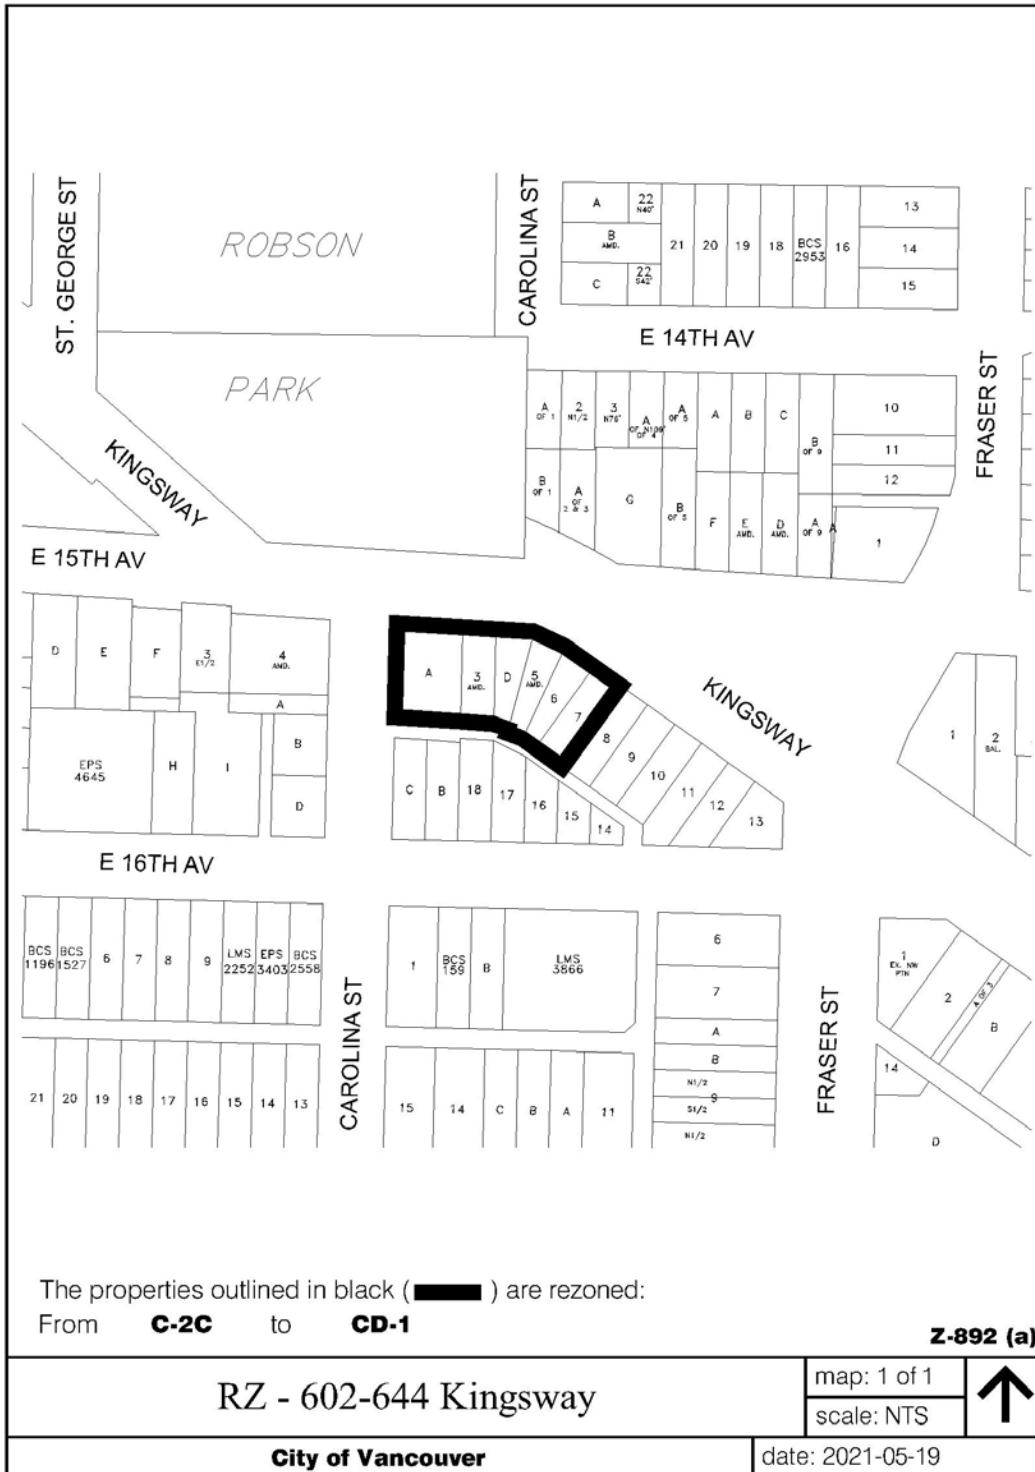 ST. GEORGE ST
ROBSON
PARK
CAROLINA ST
A
22
N40'
B
AMD.
C
22
S42'
21
20
19
18
BCS
2953
16
13
14
15
E 14TH AV
FRASER ST
KINGSWAY
A
OF 1
2
N1/2
3
N76'
A
OF N109'
OF 4
A
OF 5
A
B
C
B
OF 9
10
11
12
B
OF 1
A
OF
2 & 3
G
B
OF 5
F
E
AMD.
D
AMD.
A
OF 9
A
1
E 15TH AV
D
E
F
3
E1/2
4
AMD.
A
EPS
4645
H
I
B
D
A
3
AMD.
D
5
AMD.
6
7
8
9
10
11
12
13
KINGSWAY
1
2
BAL.
C
B
18
17
16
15
14
E 16TH AV
BCS
1196
BCS
1527
6
7
8
9
LMS
2252
EPS
3403
BCS
2558
CAROLINA ST
1
BCS
159
B
LMS
3866
6
7
A
B
N1/2
9
S1/2
N1/2
FRASER ST
1
EX. NW
PTN
2
A OF 3
B
14
D
21
20
19
18
17
16
15
14
13
15
14
C
B
A
11
The properties outlined in black ( ) are rezoned:
From C-2C to CD-1
Z-892 (a)
RZ - 602-644 Kingsway
map: 1 of 1
scale: NTS
City of Vancouver
date: 2021-05-19